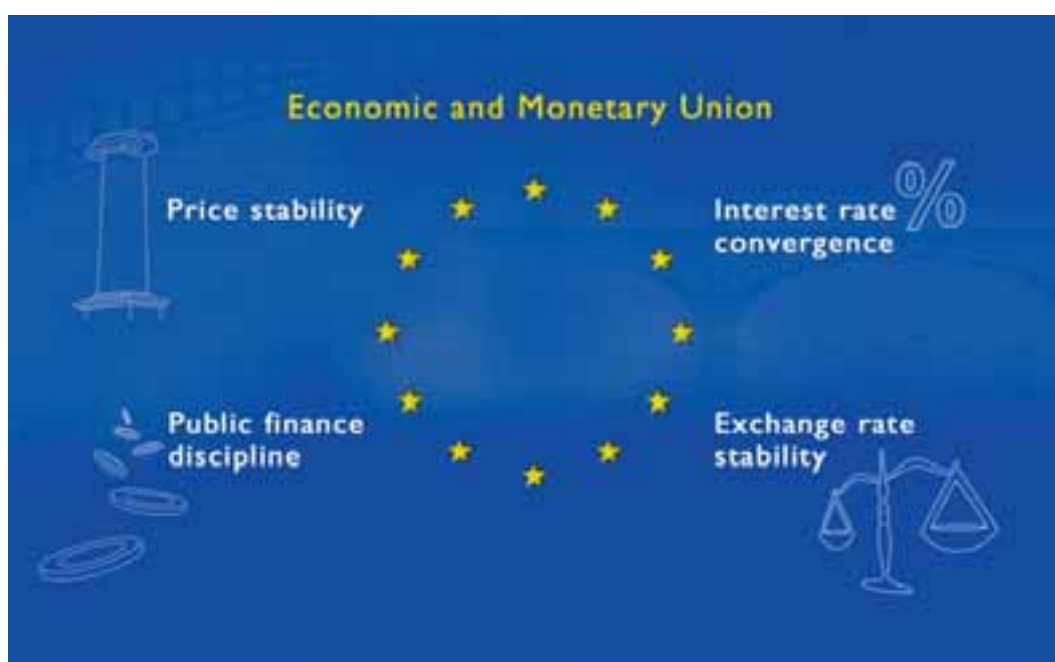 Economic and Monetary Union
Price stability
%
Interest rate
convergence
Public finance
discipline
Exchange rate
stability